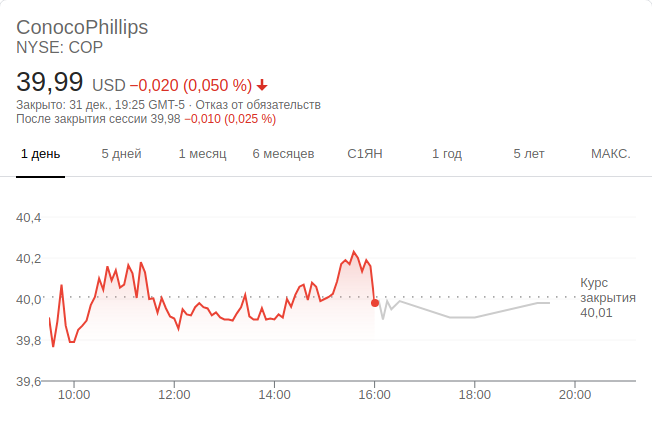 ConocoPhillips
NYSE: COP
39,99 USD −0,020 (0,050 %)
Закрыто: 31 дек., 19:25 GMT-5 · Отказ от обязательств
После закрытия сессии 39,98 −0,010 (0,025 %)
1 день 5 дней 1 месяц 6 месяцев С1ЯН 1 год 5 лет МАКС.
40,4
40,2
40,0
39,8
39,6
Курс
закрытия
40,01
10:00 12:00 14:00 16:00 18:00 20:00